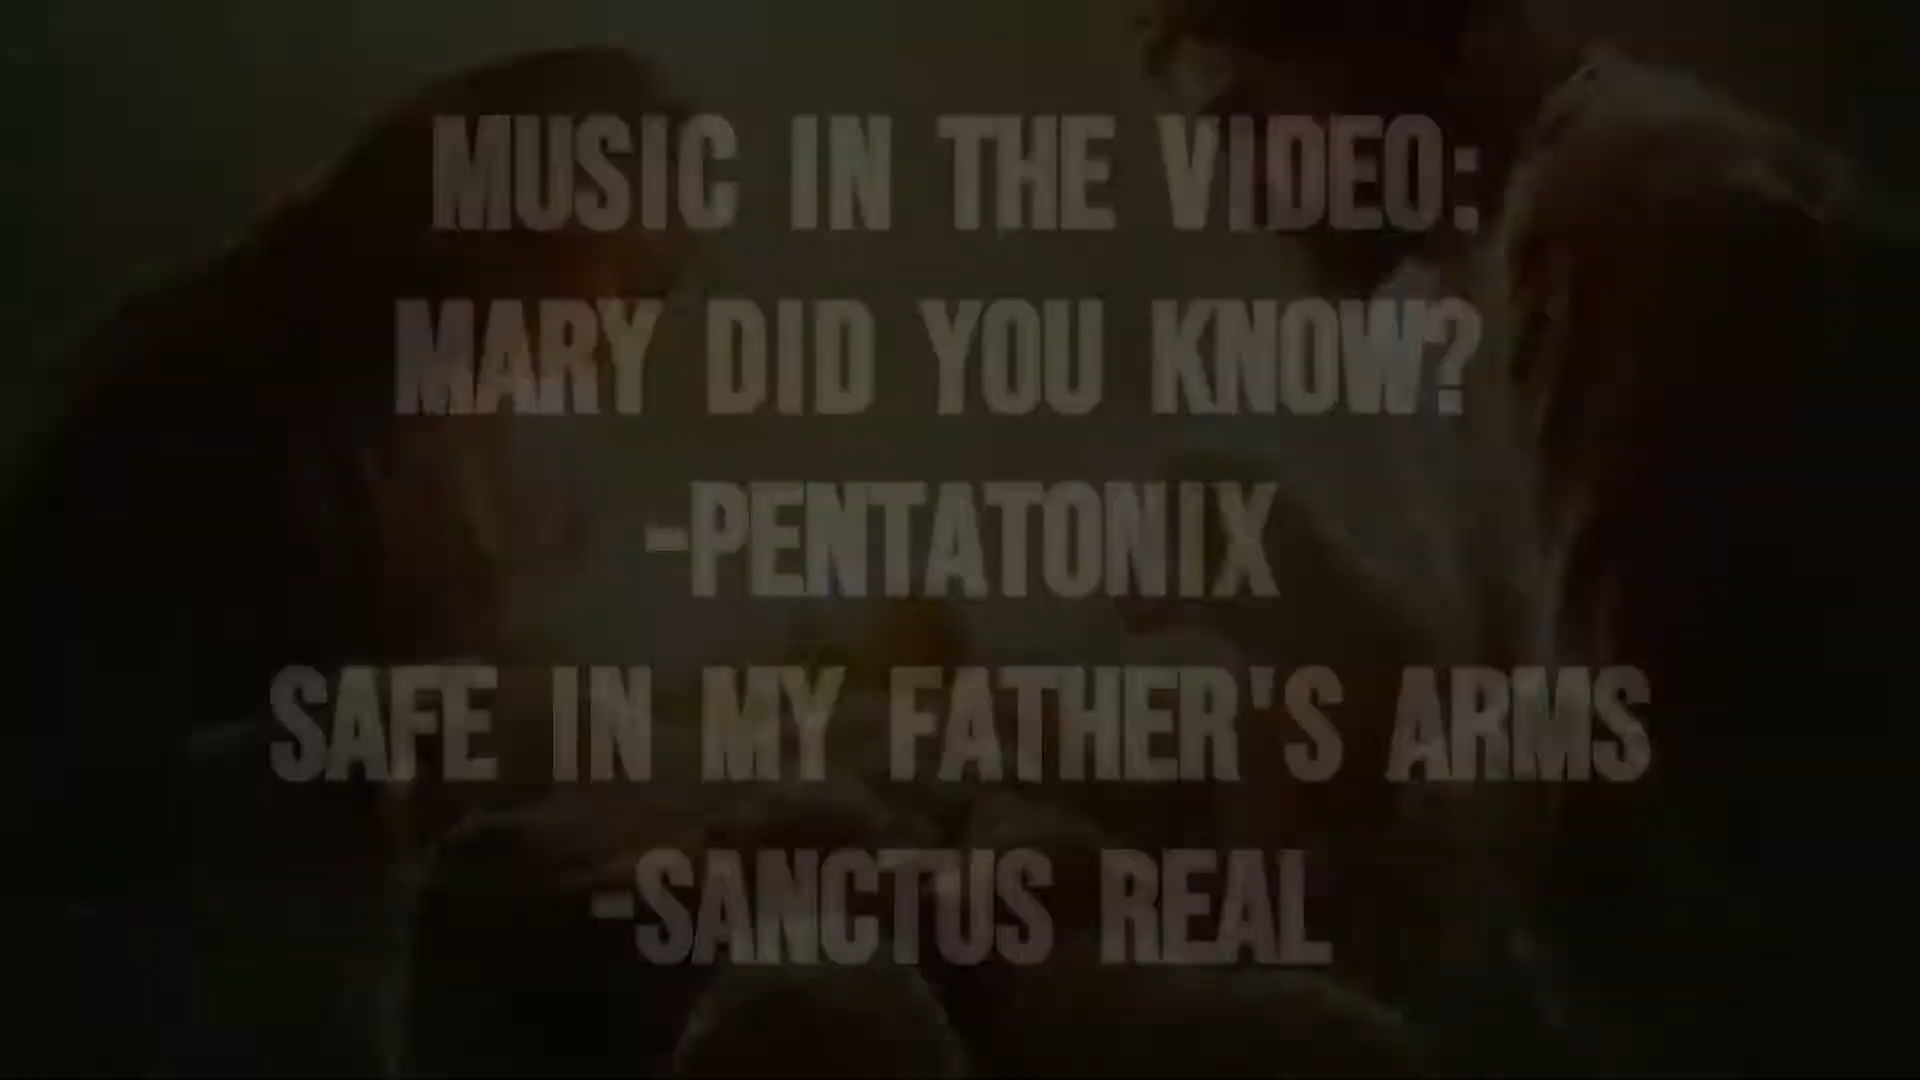 MUSIC IN THE VIDEO:
MARY DID YOU KNOW?
-PENTATONIX
SAFE IN MY FATHER'S ARMS
-SANCTUS REAL